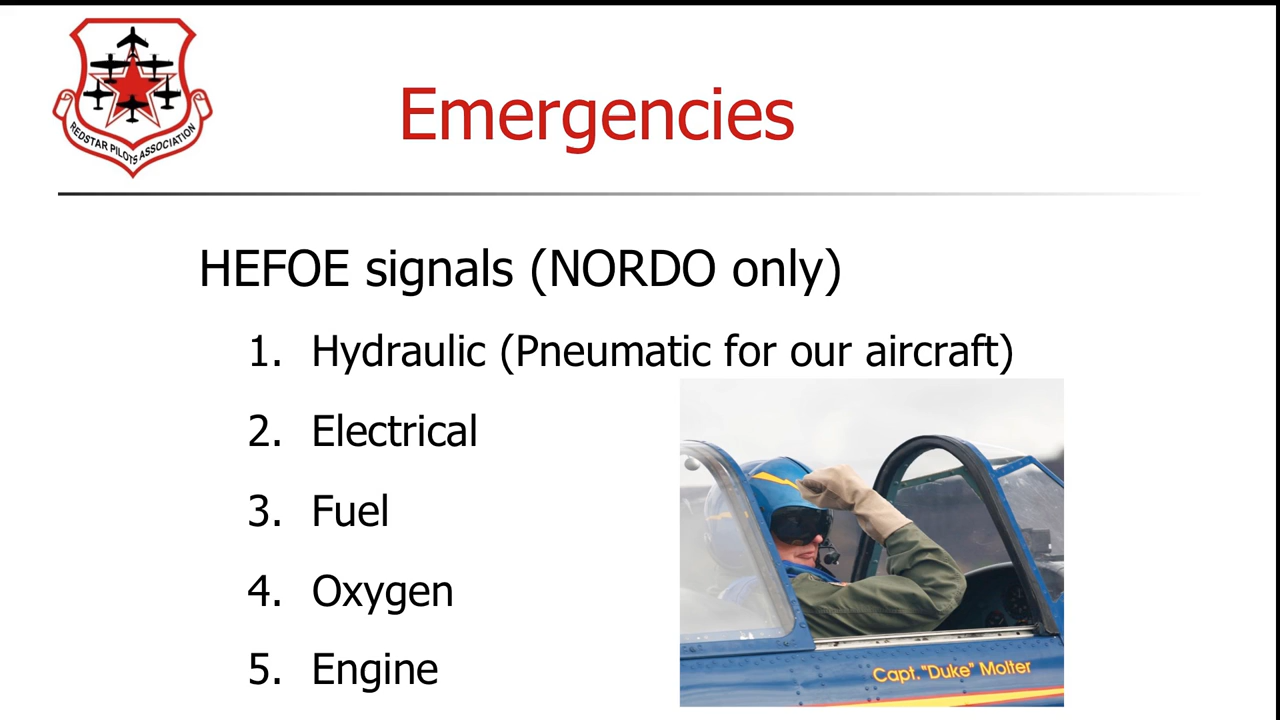 REDSTAR PILOTS ASSOCIATION
Emergencies
HEFOE signals (NORDO only)
1. Hydraulic (Pneumatic for our aircraft)
2. Electrical
3. Fuel
4. Oxygen
5. Engine
Capt. "Duke" Molter